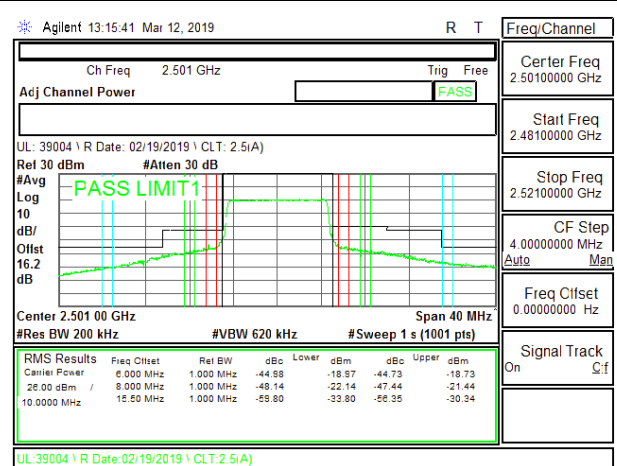 Agilent 13:15:41 Mar 12, 2019 R T
Freq/Channel
Ch Freq 2.501 GHz Trig Free
Adj Channel Power PASS
Center Freq
2.50100000 GHz
Start Freq
2.48100000 GHz
Stop Freq
2.52100000 GHz
CF Step
4.00000000 MHz
Auto Man
Freq Offset
0.00000000 Hz
Signal Track
On Off
UL: 39004 \ R Date: 02/19/2019 \ CLT: 2.5(A)
Ref 30 dBm #Atten 30 dB
#Avg
Log
10
dB/
Offst
16.2
dB
PASS LIMIT1
Center 2.501 00 GHz Span 40 MHz
#Res BW 200 kHz #VBW 620 kHz #Sweep 1 s (1001 pts)
RMS Results Freq Offset Ref BW dBc Lower dBm dBc Upper dBm
Carrier Power 6.000 MHz 1.000 MHz -44.98 -18.97 -44.73 -18.73
26.00 dBm / 8.000 MHz 1.000 MHz -48.14 -22.14 -47.44 -21.44
10.0000 MHz 15.50 MHz 1.000 MHz -59.80 -33.80 -56.35 -30.34
UL:39004 \ R Date:02/19/2019 \ CLT:2.5(A)